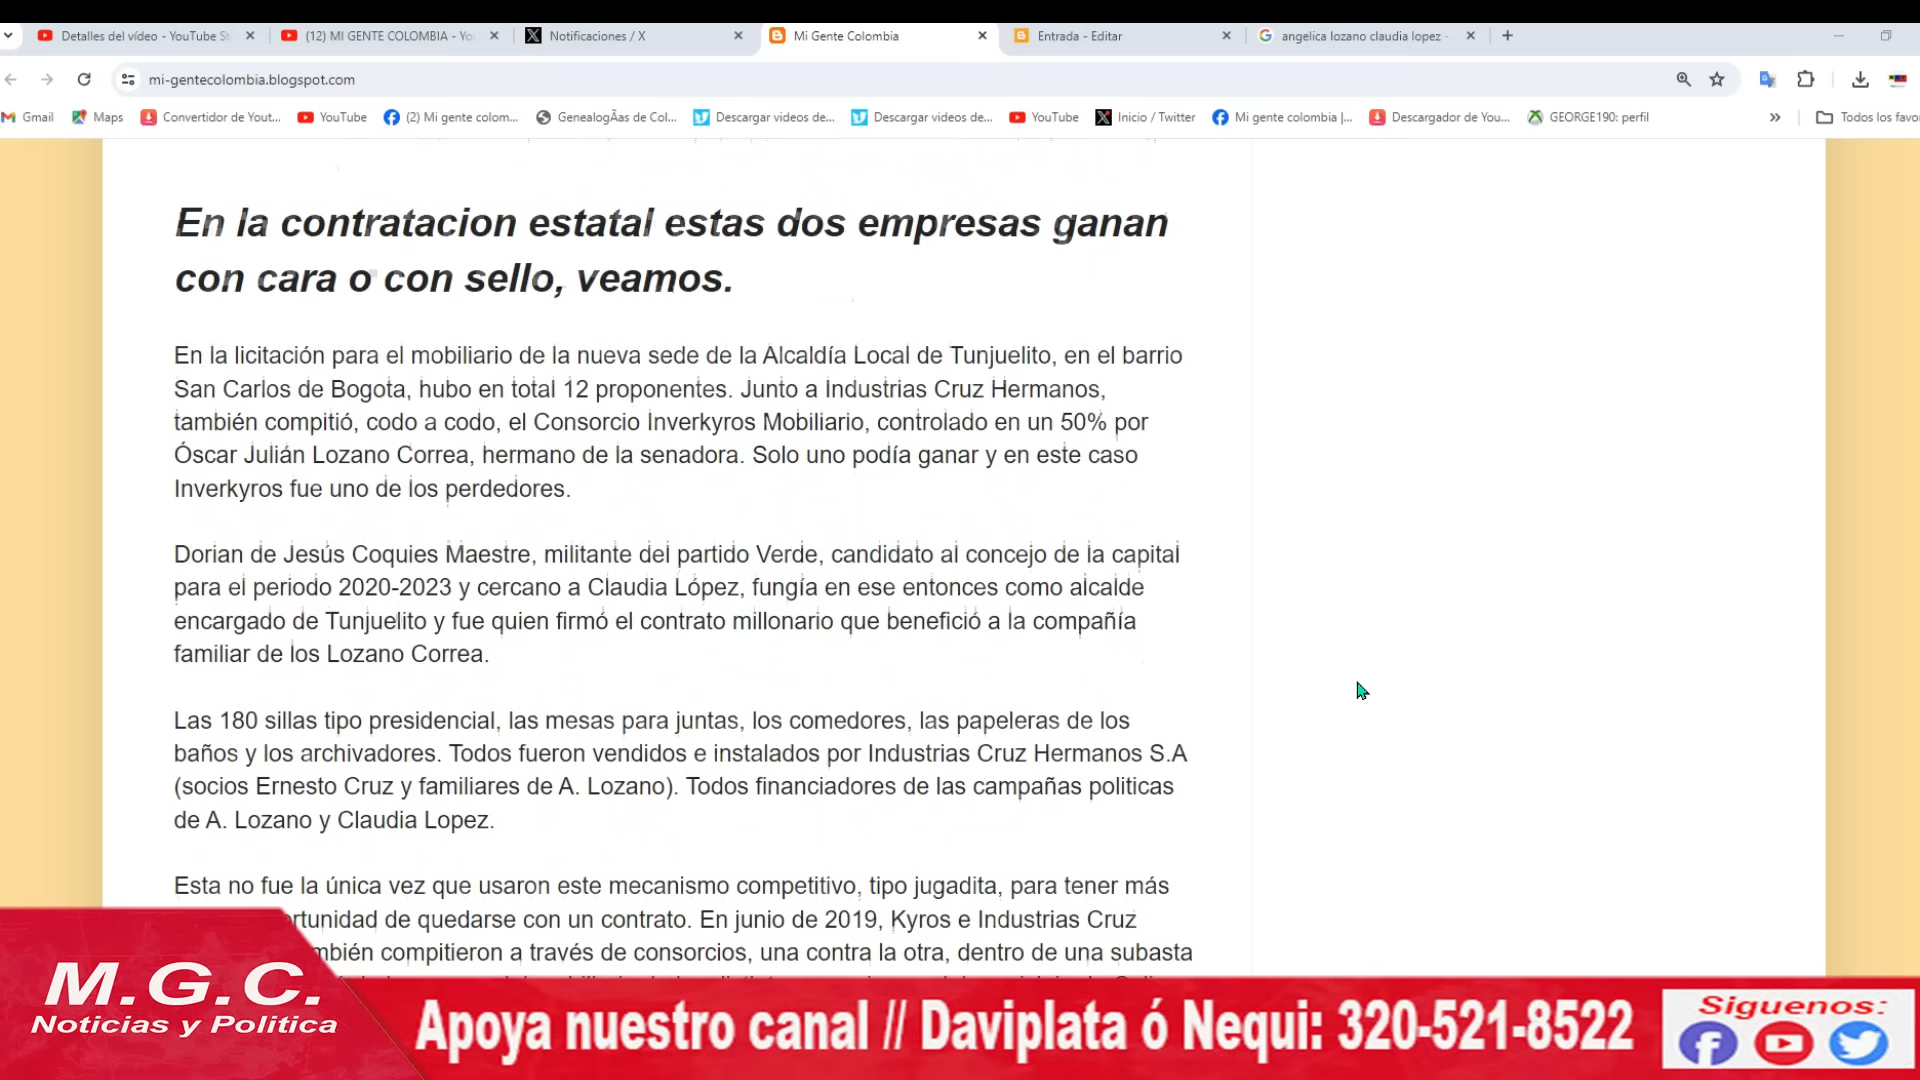 Detalles del vídeo - YouTube St
(12) MI GENTE COLOMBIA - Yo
Notificaciones / X
Mi Gente Colombia
Entrada - Editar
angelica lozano claudia lopez -
mi-gentecolombia.blogspot.com
Gmail
Maps
Convertidor de Yout...
YouTube
(2) Mi gente colom...
GenealogÃas de Col...
Descargar videos de...
Descargar videos de...
YouTube
Inicio / Twitter
Mi gente colombia |...
Descargador de You...
GEORGE190: perfil
Todos los favo
En la contratacion estatal estas dos empresas ganan
con cara o con sello, veamos.
En la licitación para el mobiliario de la nueva sede de la Alcaldía Local de Tunjuelito, en el barrio
San Carlos de Bogota, hubo en total 12 proponentes. Junto a Industrias Cruz Hermanos,
también compitió, codo a codo, el Consorcio Inverkyros Mobiliario, controlado en un 50% por
Óscar Julián Lozano Correa, hermano de la senadora. Solo uno podía ganar y en este caso
Inverkyros fue uno de los perdedores.
Dorian de Jesús Coquies Maestre, militante del partido Verde, candidato al concejo de la capital
para el periodo 2020-2023 y cercano a Claudia López, fungía en ese entonces como alcalde
encargado de Tunjuelito y fue quien firmó el contrato millonario que benefició a la compañía
familiar de los Lozano Correa.
Las 180 sillas tipo presidencial, las mesas para juntas, los comedores, las papeleras de los
baños y los archivadores. Todos fueron vendidos e instalados por Industrias Cruz Hermanos S.A
(socios Ernesto Cruz y familiares de A. Lozano). Todos financiadores de las campañas politicas
de A. Lozano y Claudia Lopez.
Esta no fue la única vez que usaron este mecanismo competitivo, tipo jugadita, para tener más
ortunidad de quedarse con un contrato. En junio de 2019, Kyros e Industrias Cruz
mbién compitieron a través de consorcios, una contra la otra, dentro de una subasta
M.G.C.
Noticias y Politica
Apoya nuestro canal // Daviplata ó Nequi: 320-521-8522
Siguenos: